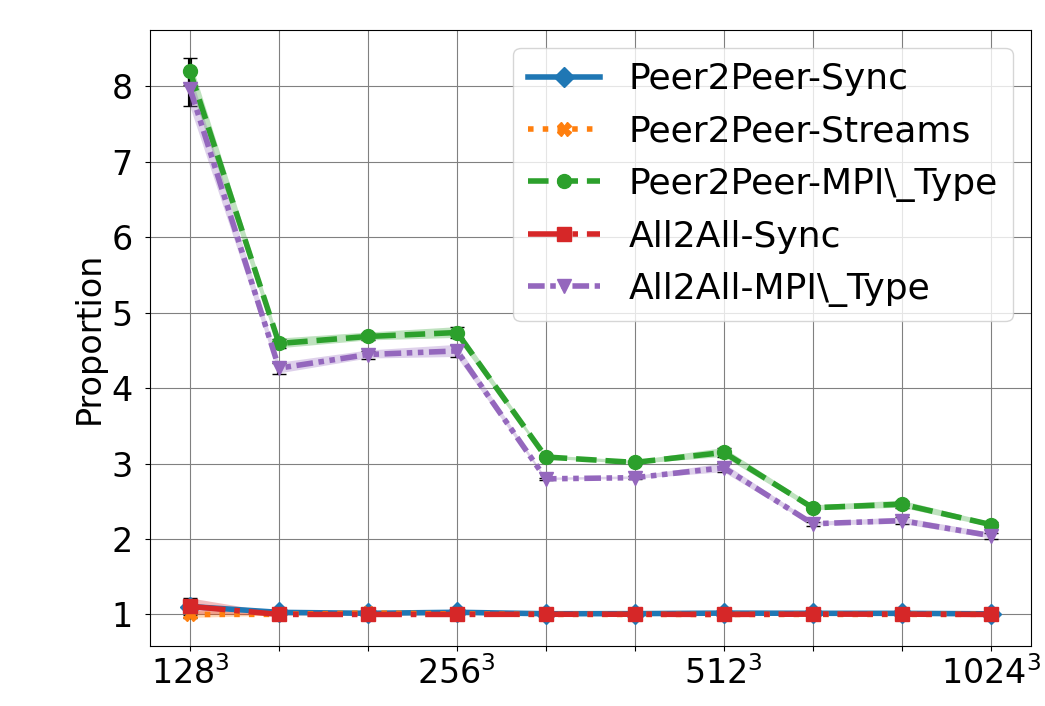 8
7
6
5
4
3
2
1
Proportion
Peer2Peer-Sync
Peer2Peer-Streams
Peer2Peer-MPI\_Type
All2All-Sync
All2All-MPI\_Type
128³ 256³ 512³ 1024³